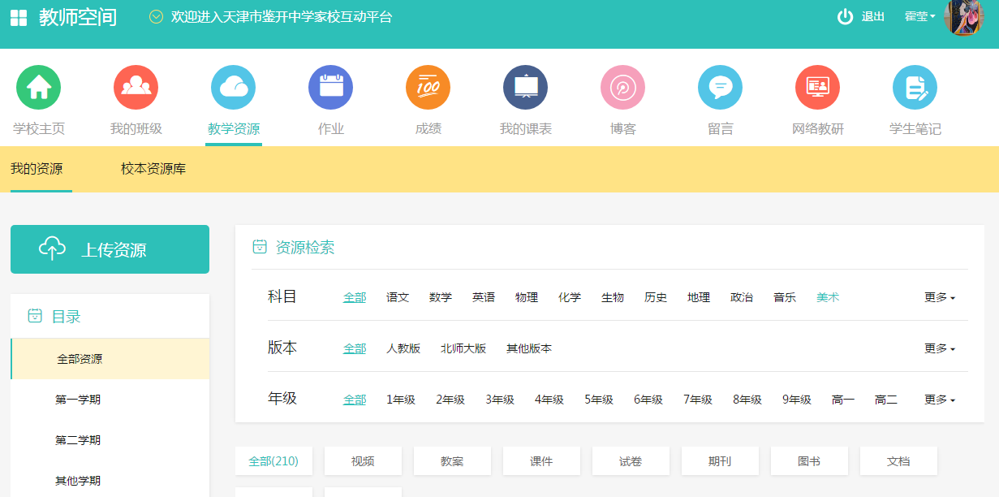 教师空间 欢迎进入天津市鉴开中学家校互动平台 退出 霍莹
100
学校主页 我的班级 教学资源 作业 成绩 我的课表 博客 留言 网络教研 学生笔记
我的资源 校本资源库
上传资源
目录
全部资源
第一学期
第二学期
其他学期
资源检索
科目 全部 语文 数学 英语 物理 化学 生物 历史 地理 政治 音乐 美术 更多
版本 全部 人教版 北师大版 其他版本 更多
年级 全部 1年级 2年级 3年级 4年级 5年级 6年级 7年级 8年级 9年级 高一 高二 更多
全部(210) 视频 教案 课件 试卷 期刊 图书 文档